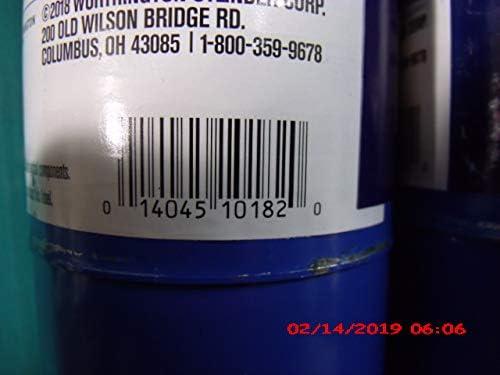 ©2018 WORTHINGTON CYLINDER CORP.
200 OLD WILSON BRIDGE RD.
COLUMBUS, OH 43085 | 1-800-359-9678
components.
0 14045 10182 0
02/14/2019 06:06